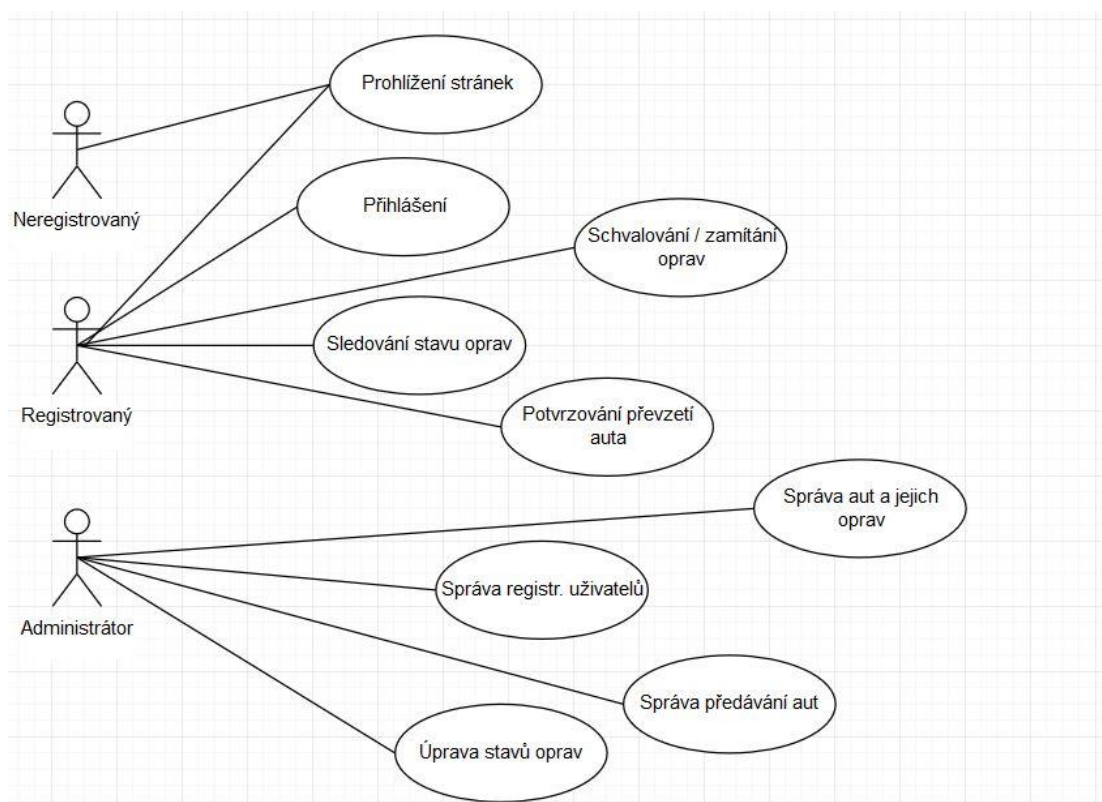 Prohlížení stránek
Neregistrovaný
Přihlášení
Schvalování / zamítání
oprav
Sledování stavu oprav
Registrovaný
Potvrzování převzetí
auta
Správa aut a jejich
oprav
Správa registr. uživatelů
Administrátor
Správa předávání aut
Úprava stavů oprav